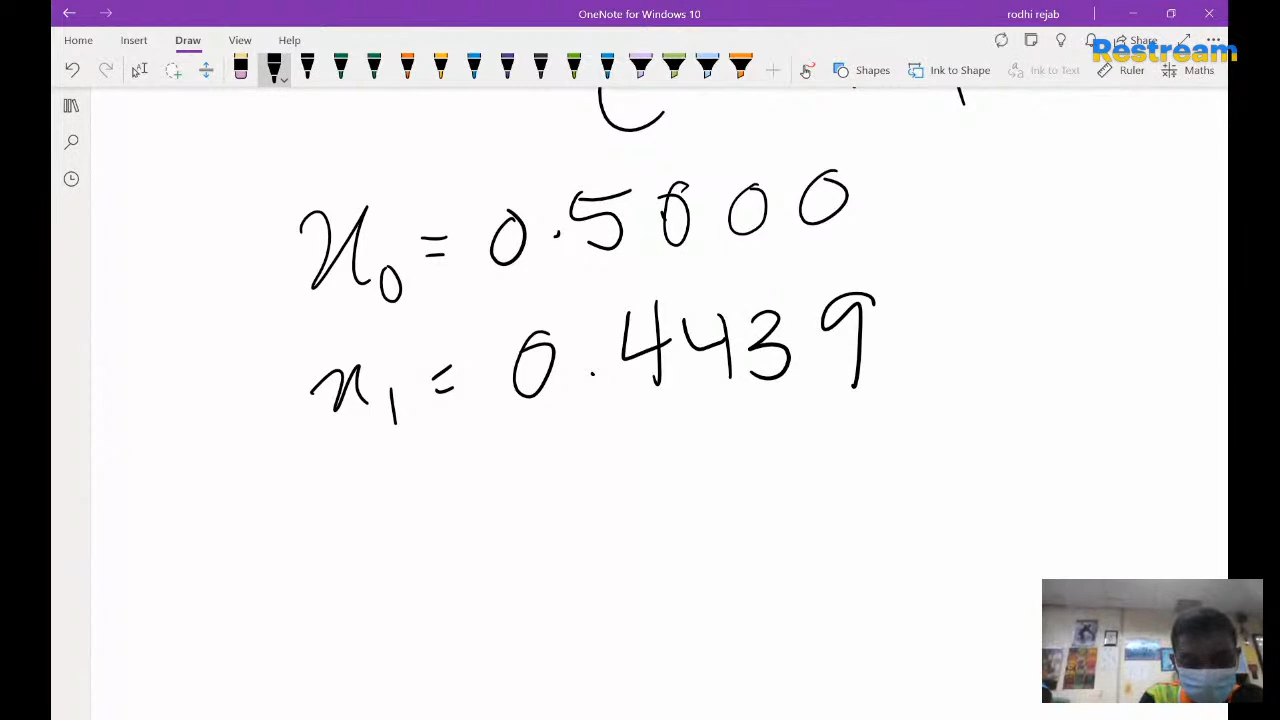 OneNote for Windows 10
rodhi rejab
Home Insert Draw View Help
Share
Restream
Shapes Ink to Shape Ink to Text Ruler Maths
x₀ = 0.5000
x₁ = 0.4439